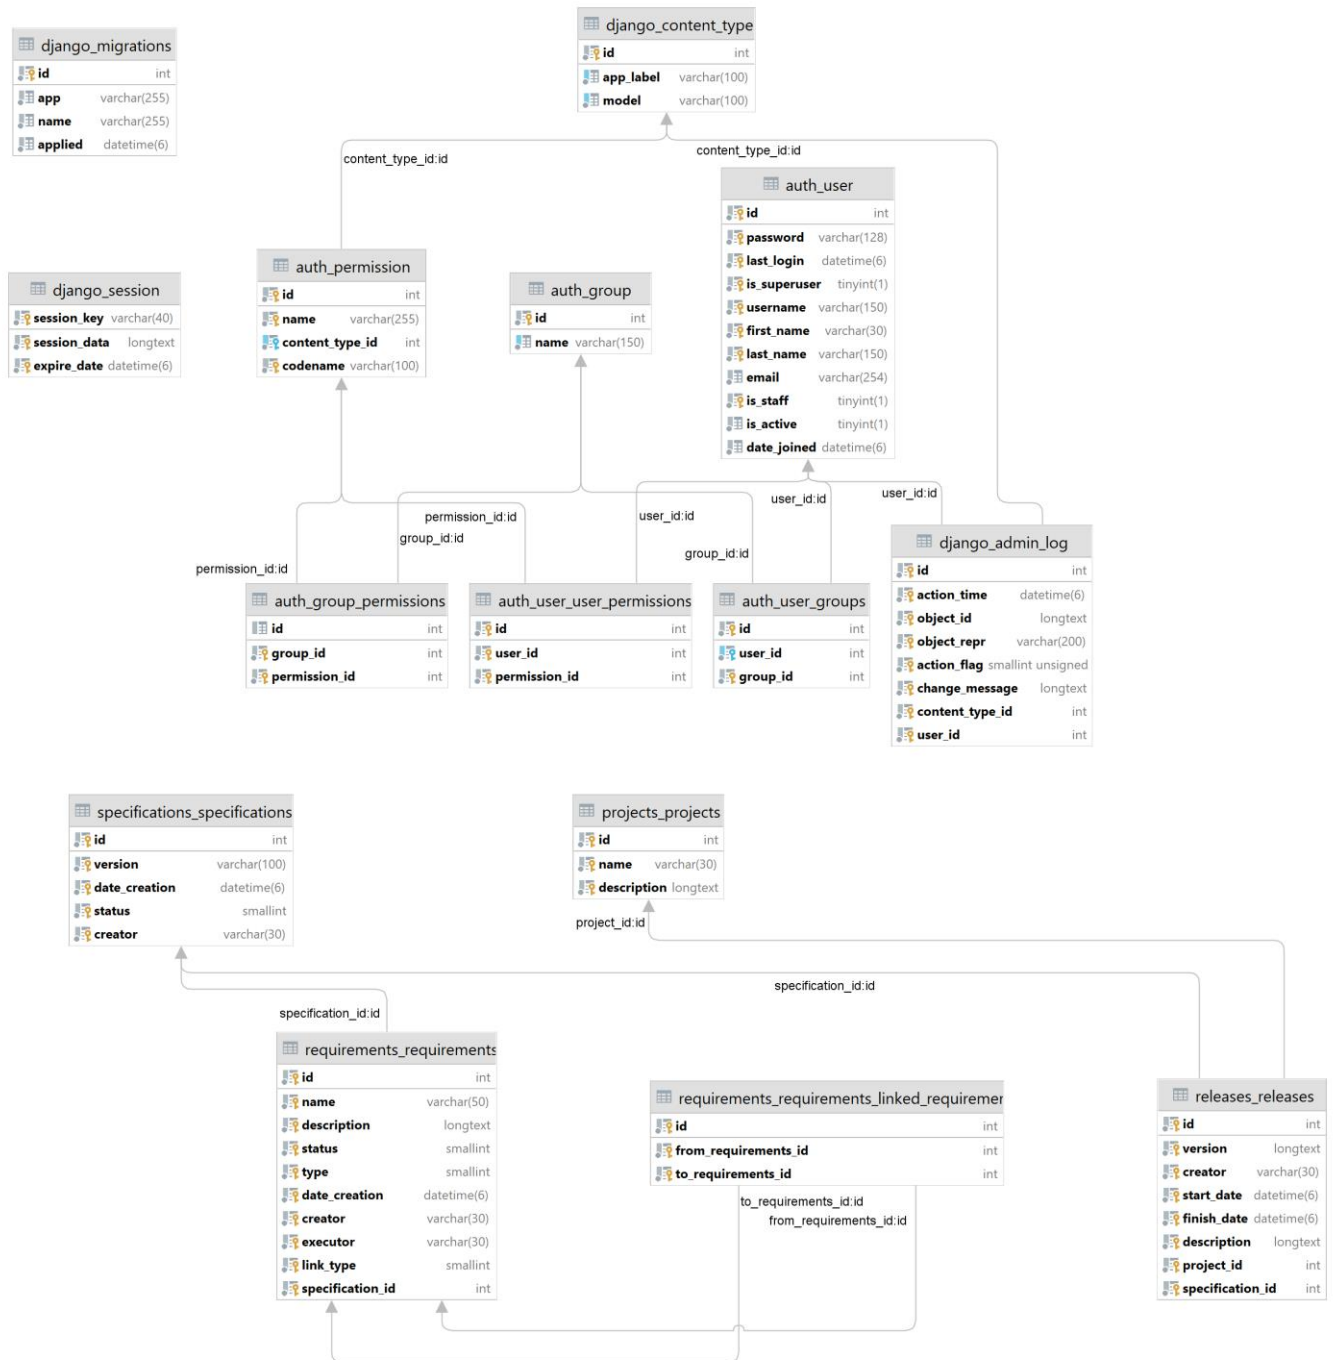 django_migrations
id int
app varchar(255)
name varchar(255)
applied datetime(6)
django_content_type
id int
app_label varchar(100)
model varchar(100)
content_type_id:id
content_type_id:id
auth_user
id int
password varchar(128)
last_login datetime(6)
is_superuser tinyint(1)
username varchar(150)
first_name varchar(30)
last_name varchar(150)
email varchar(254)
is_staff tinyint(1)
is_active tinyint(1)
date_joined datetime(6)
django_session
session_key varchar(40)
session_data longtext
expire_date datetime(6)
auth_permission
id int
name varchar(255)
content_type_id int
codename varchar(100)
auth_group
id int
name varchar(150)
user_id:id
user_id:id
permission_id:id
user_id:id
group_id:id
group_id:id
permission_id:id
auth_group_permissions
id int
group_id int
permission_id int
auth_user_user_permissions
id int
user_id int
permission_id int
auth_user_groups
id int
user_id int
group_id int
django_admin_log
id int
action_time datetime(6)
object_id longtext
object_repr varchar(200)
action_flag smallint unsigned
change_message longtext
content_type_id int
user_id int
specifications_specifications
id int
version varchar(100)
date_creation datetime(6)
status smallint
creator varchar(30)
projects_projects
id int
name varchar(30)
description longtext
project_id:id
specification_id:id
specification_id:id
requirements_requirements
id int
name varchar(50)
description longtext
status smallint
type smallint
date_creation datetime(6)
creator varchar(30)
executor varchar(30)
link_type smallint
specification_id int
requirements_requirements_linked_requiremer
id int
from_requirements_id int
to_requirements_id int
to_requirements_id:id
from_requirements_id:id
releases_releases
id int
version longtext
creator varchar(30)
start_date datetime(6)
finish_date datetime(6)
description longtext
project_id int
specification_id int